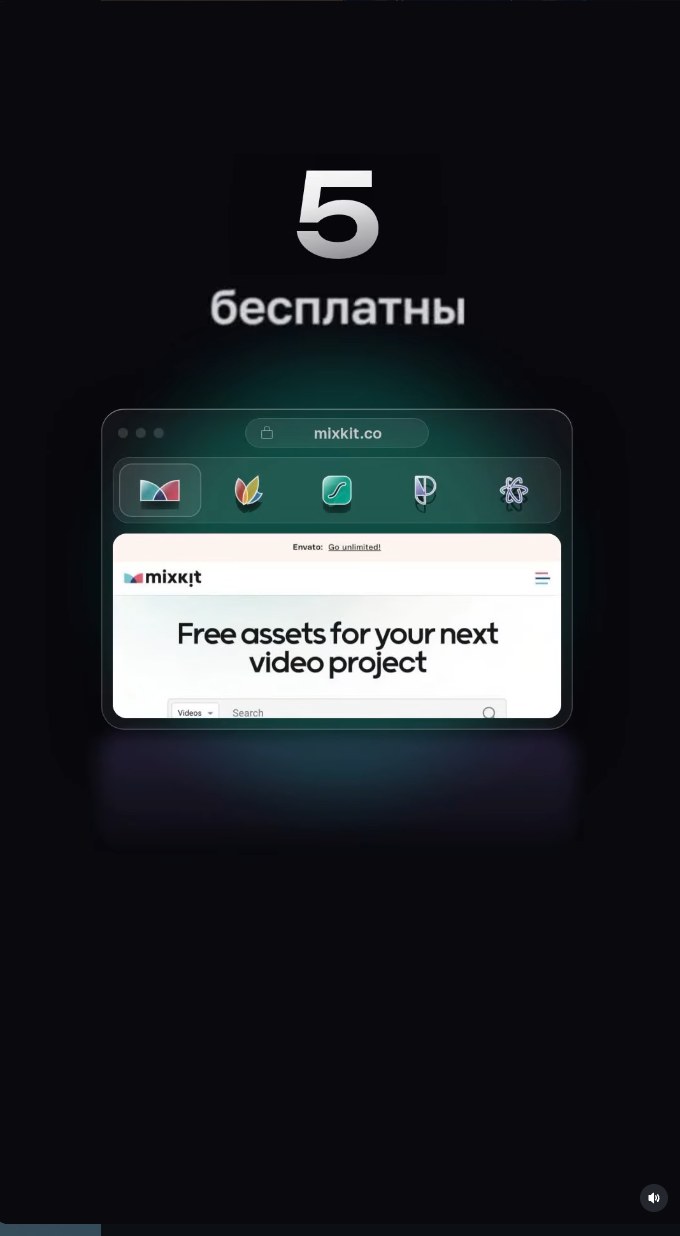 5
бесплатны
mixkit.co
Envato: Go unlimited!
mixkit
Free assets for your next
video project
Videos Search